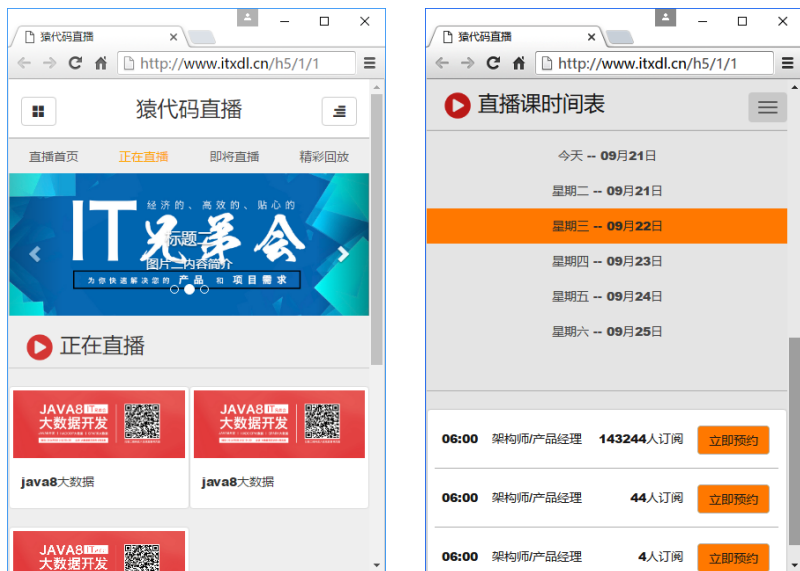 猿代码直播
http://www.itxdl.cn/h5/1/1
猿代码直播
直播首页 正在直播 即将直播 精彩回放
经济的、高效的、贴心的
IT兄弟会
标题二
图片二内容简介
为你快速解决您的 产品 和 项目需求
正在直播
JAVA8 IT
大数据开发
JAVA8 IT
大数据开发
java8大数据 java8大数据
JAVA8 IT
大数据开发
猿代码直播
http://www.itxdl.cn/h5/1/1
直播课时间表
今天 -- 09月21日
星期二 -- 09月21日
星期三 -- 09月22日
星期四 -- 09月23日
星期五 -- 09月24日
星期六 -- 09月25日
06:00 架构师/产品经理 143244人订阅 立即预约
06:00 架构师/产品经理 44人订阅 立即预约
06:00 架构师/产品经理 4人订阅 立即预约